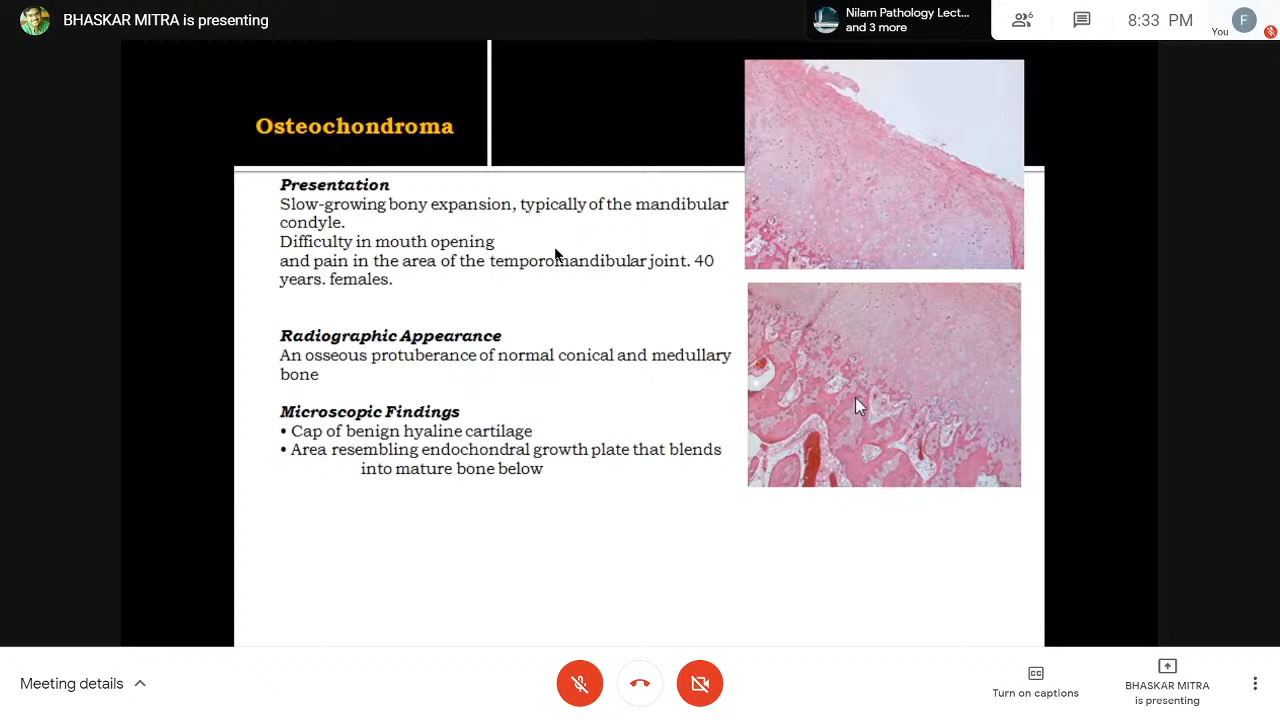 BHASKAR MITRA is presenting
Nilam Pathology Lect...
and 3 more
6
8:33 PM
You
F
Osteochondroma
Presentation
Slow-growing bony expansion, typically of the mandibular
condyle.
Difficulty in mouth opening
and pain in the area of the temporomandibular joint. 40
years. females.
Radiographic Appearance
An osseous protuberance of normal conical and medullary
bone
Microscopic Findings
• Cap of benign hyaline cartilage
• Area resembling endochondral growth plate that blends
into mature bone below
Meeting details
CC
Turn on captions
BHASKAR MITRA
is presenting